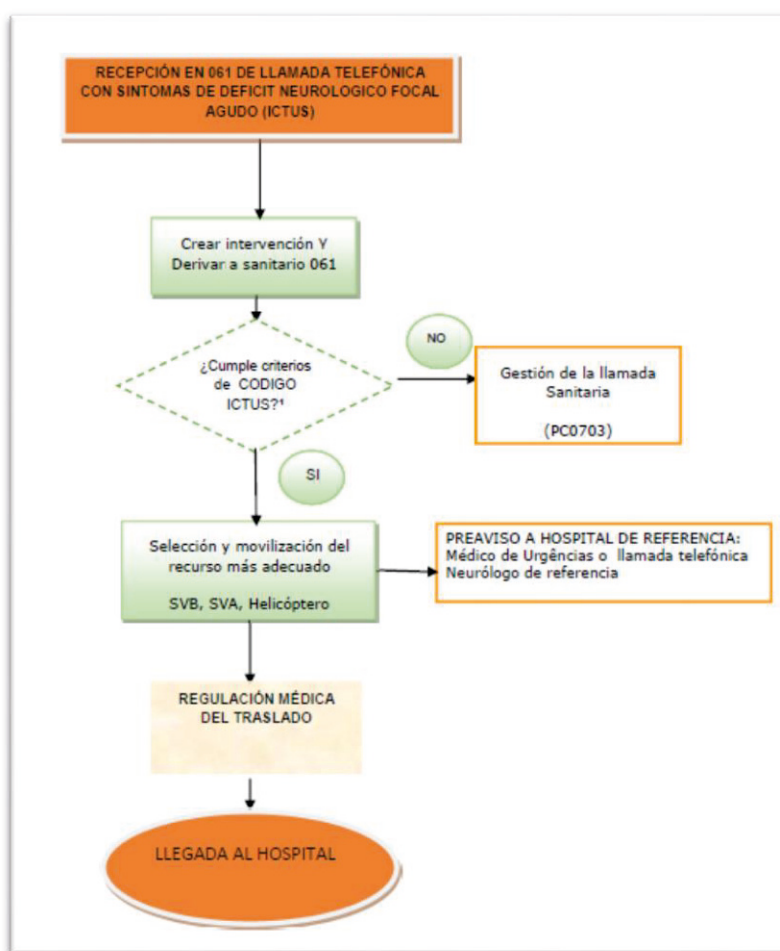 RECEPCIÓN EN 061 DE LLAMADA TELEFÓNICA
CON SINTOMAS DE DEFICIT NEUROLOGICO FOCAL
AGUDO (ICTUS)
Crear intervención Y
Derivar a sanitario 061
¿Cumple criterios
de CODIGO
ICTUS?¹
NO
Gestión de la llamada
Sanitaria
(PC0703)
SI
Selección y movilización del
recurso más adecuado
SVB, SVA, Helicóptero
PREAVISO A HOSPITAL DE REFERENCIA:
Médico de Urgências o llamada telefónica
Neurólogo de referencia
REGULACIÓN MÉDICA
DEL TRASLADO
LLEGADA AL HOSPITAL